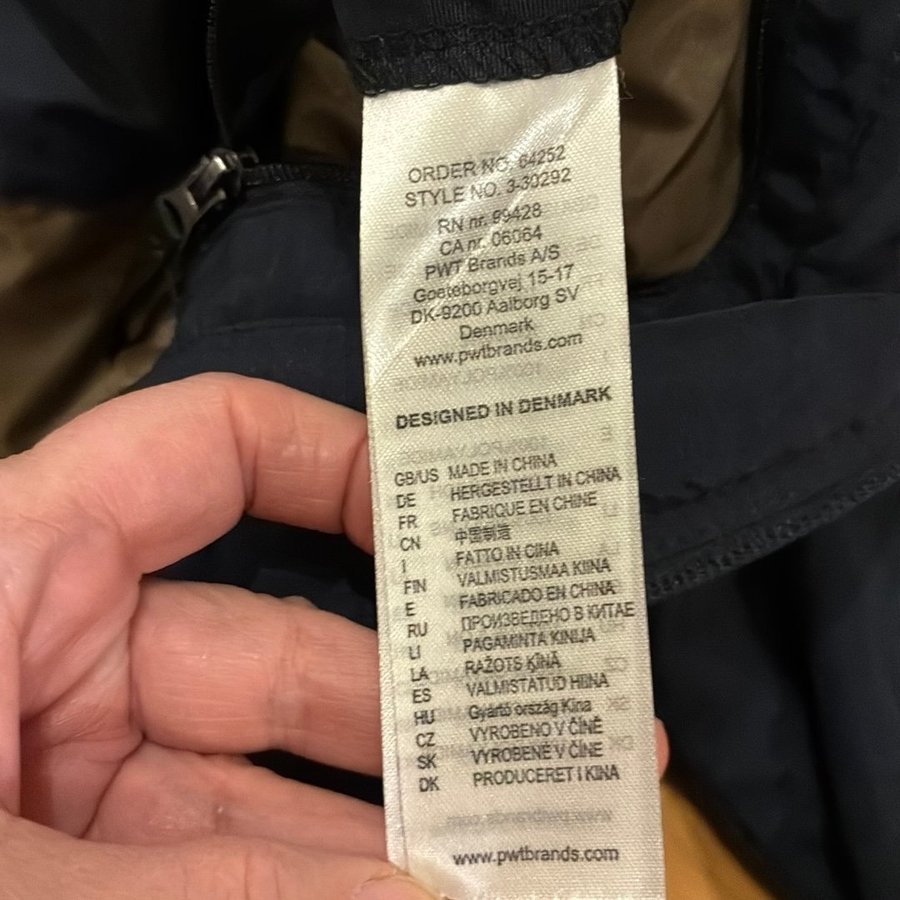 ORDER NO. 64252
STYLE NO. 3-30292
RN nr. 99428
CA nr. 06064
PWT Brands A/S
Goeteborgvej 15-17
DK-9200 Aalborg SV
Denmark
www.pwtbrands.com
DESIGNED IN DENMARK
GB/US MADE IN CHINA
DE HERGESTELLT IN CHINA
FR FABRIQUE EN CHINE
CN 中国制造
I FATTO IN CINA
FIN VALMISTUSMAA KIINA
E FABRICADO EN CHINA
RU ПРОИЗВЕДЕНО В КИТАЕ
LI PAGAMINTA KINIJA
LA RAŽOTS ĶĪNĀ
ES VALMISTATUD HIINA
HU Gyártó ország Kína
CZ VYROBENO V ČÍNĚ
SK VYROBENÉ V ČÍNE
DK PRODUCERET I KINA
www.pwtbrands.com